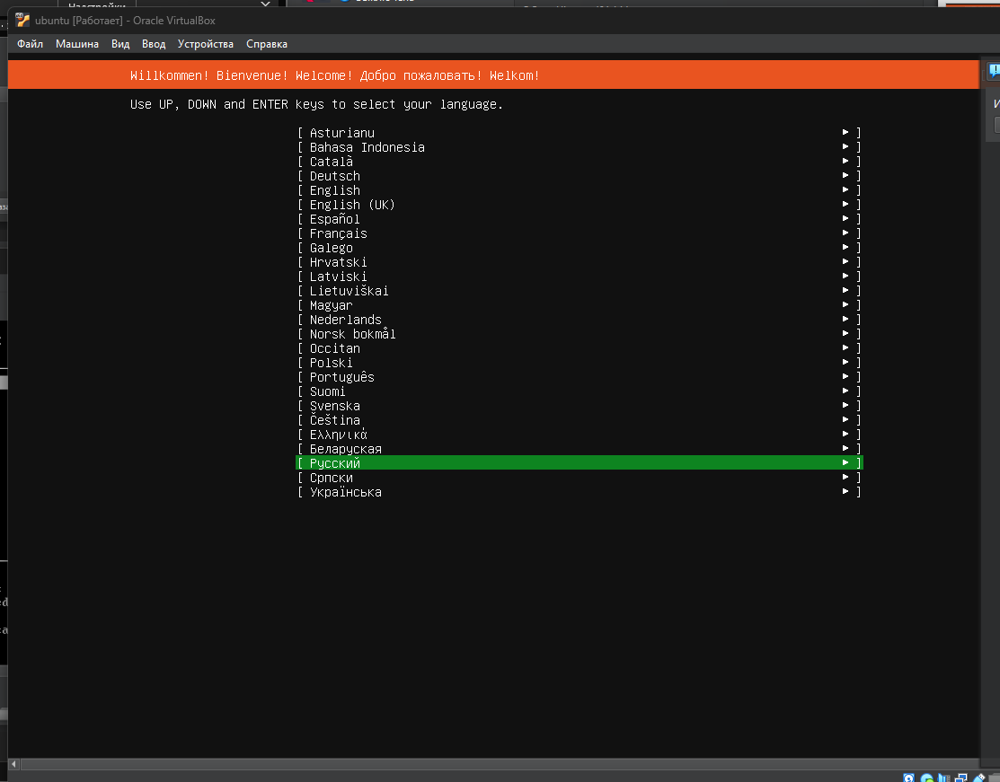 Настройки
ubuntu [Работает] - Oracle VirtualBox
Файл Машина Вид Ввод Устройства Справка
Willkommen! Bienvenue! Welcome! Добро пожаловать! Welkom!
Use UP, DOWN and ENTER keys to select your language.
[ Asturianu ► ]
[ Bahasa Indonesia ► ]
[ Català ► ]
[ Deutsch ► ]
[ English ► ]
[ English (UK) ► ]
[ Español ► ]
[ Français ► ]
[ Galego ► ]
[ Hrvatski ► ]
[ Latviski ► ]
[ Lietuviškai ► ]
[ Magyar ► ]
[ Nederlands ► ]
[ Norsk bokmål ► ]
[ Occitan ► ]
[ Polski ► ]
[ Português ► ]
[ Suomi ► ]
[ Svenska ► ]
[ Čeština ► ]
[ Ελληνικά ► ]
[ Беларуская ► ]
[ Русский ► ]
[ Српски ► ]
[ Українська ► ]